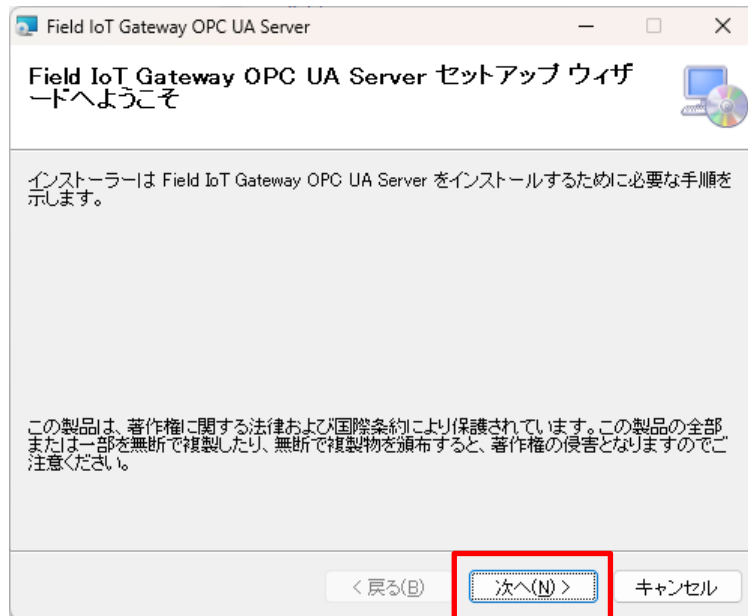 Field IoT Gateway OPC UA Server
Field IoT Gateway OPC UA Server セットアップ ウィザ
ードへようこそ
インストーラーは Field IoT Gateway OPC UA Server をインストールするために必要な手順を
示します。
この製品は、著作権に関する法律および国際条約により保護されています。この製品の全部
または一部を無断で複製したり、無断で複製物を頒布すると、著作権の侵害となりますのでご
注意ください。
< 戻る(B) 次へ(N) > キャンセル